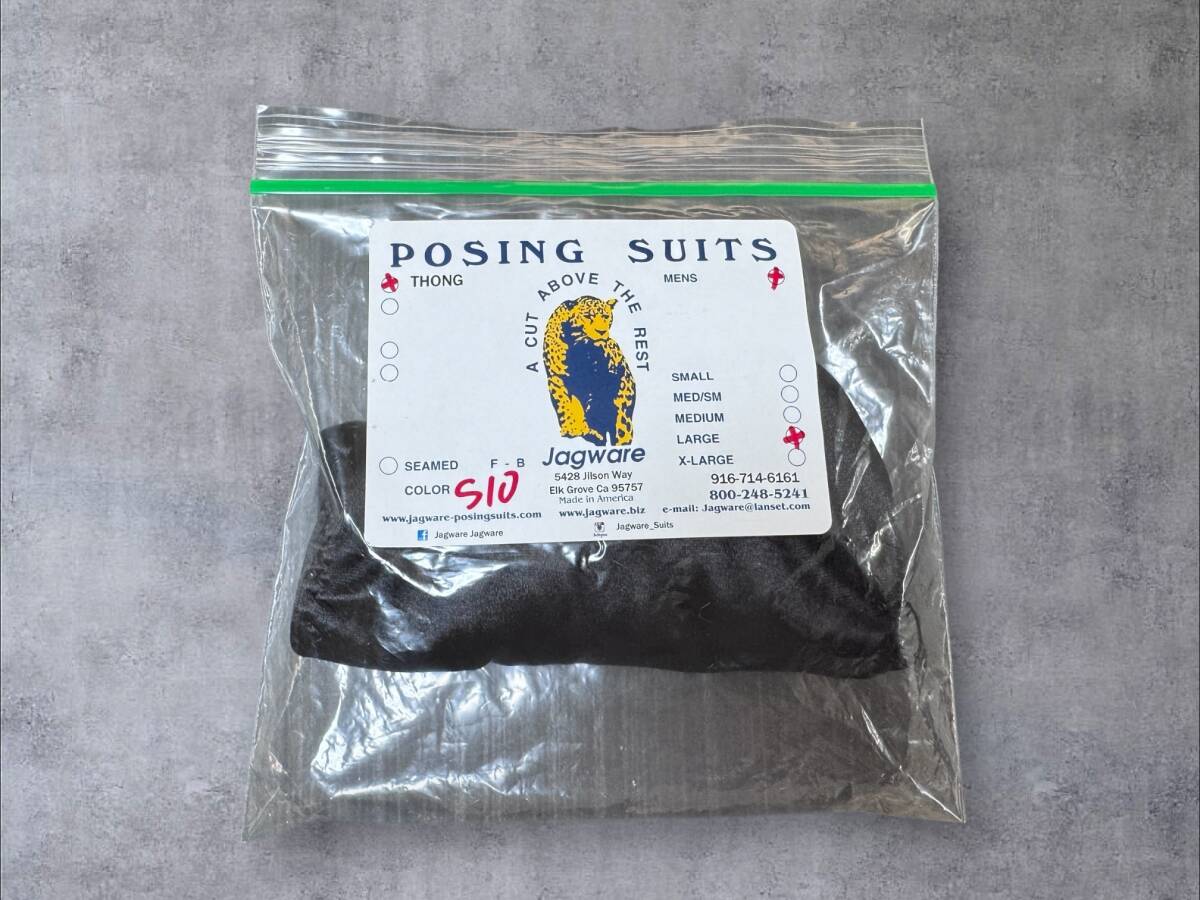 POSING SUITS
THONG
MENS
A CUT ABOVE THE REST
SMALL
MED/SM
MEDIUM
LARGE
X-LARGE
SEAMED F - B
COLOR S10
Jagware
5428 Jilson Way
Elk Grove Ca 95757
Made in America
916-714-6161
800-248-5241
www.jagware-posingsuits.com www.jagware.biz e-mail: Jagware@lanset.com
Jagware Jagware
Jagware_Suits